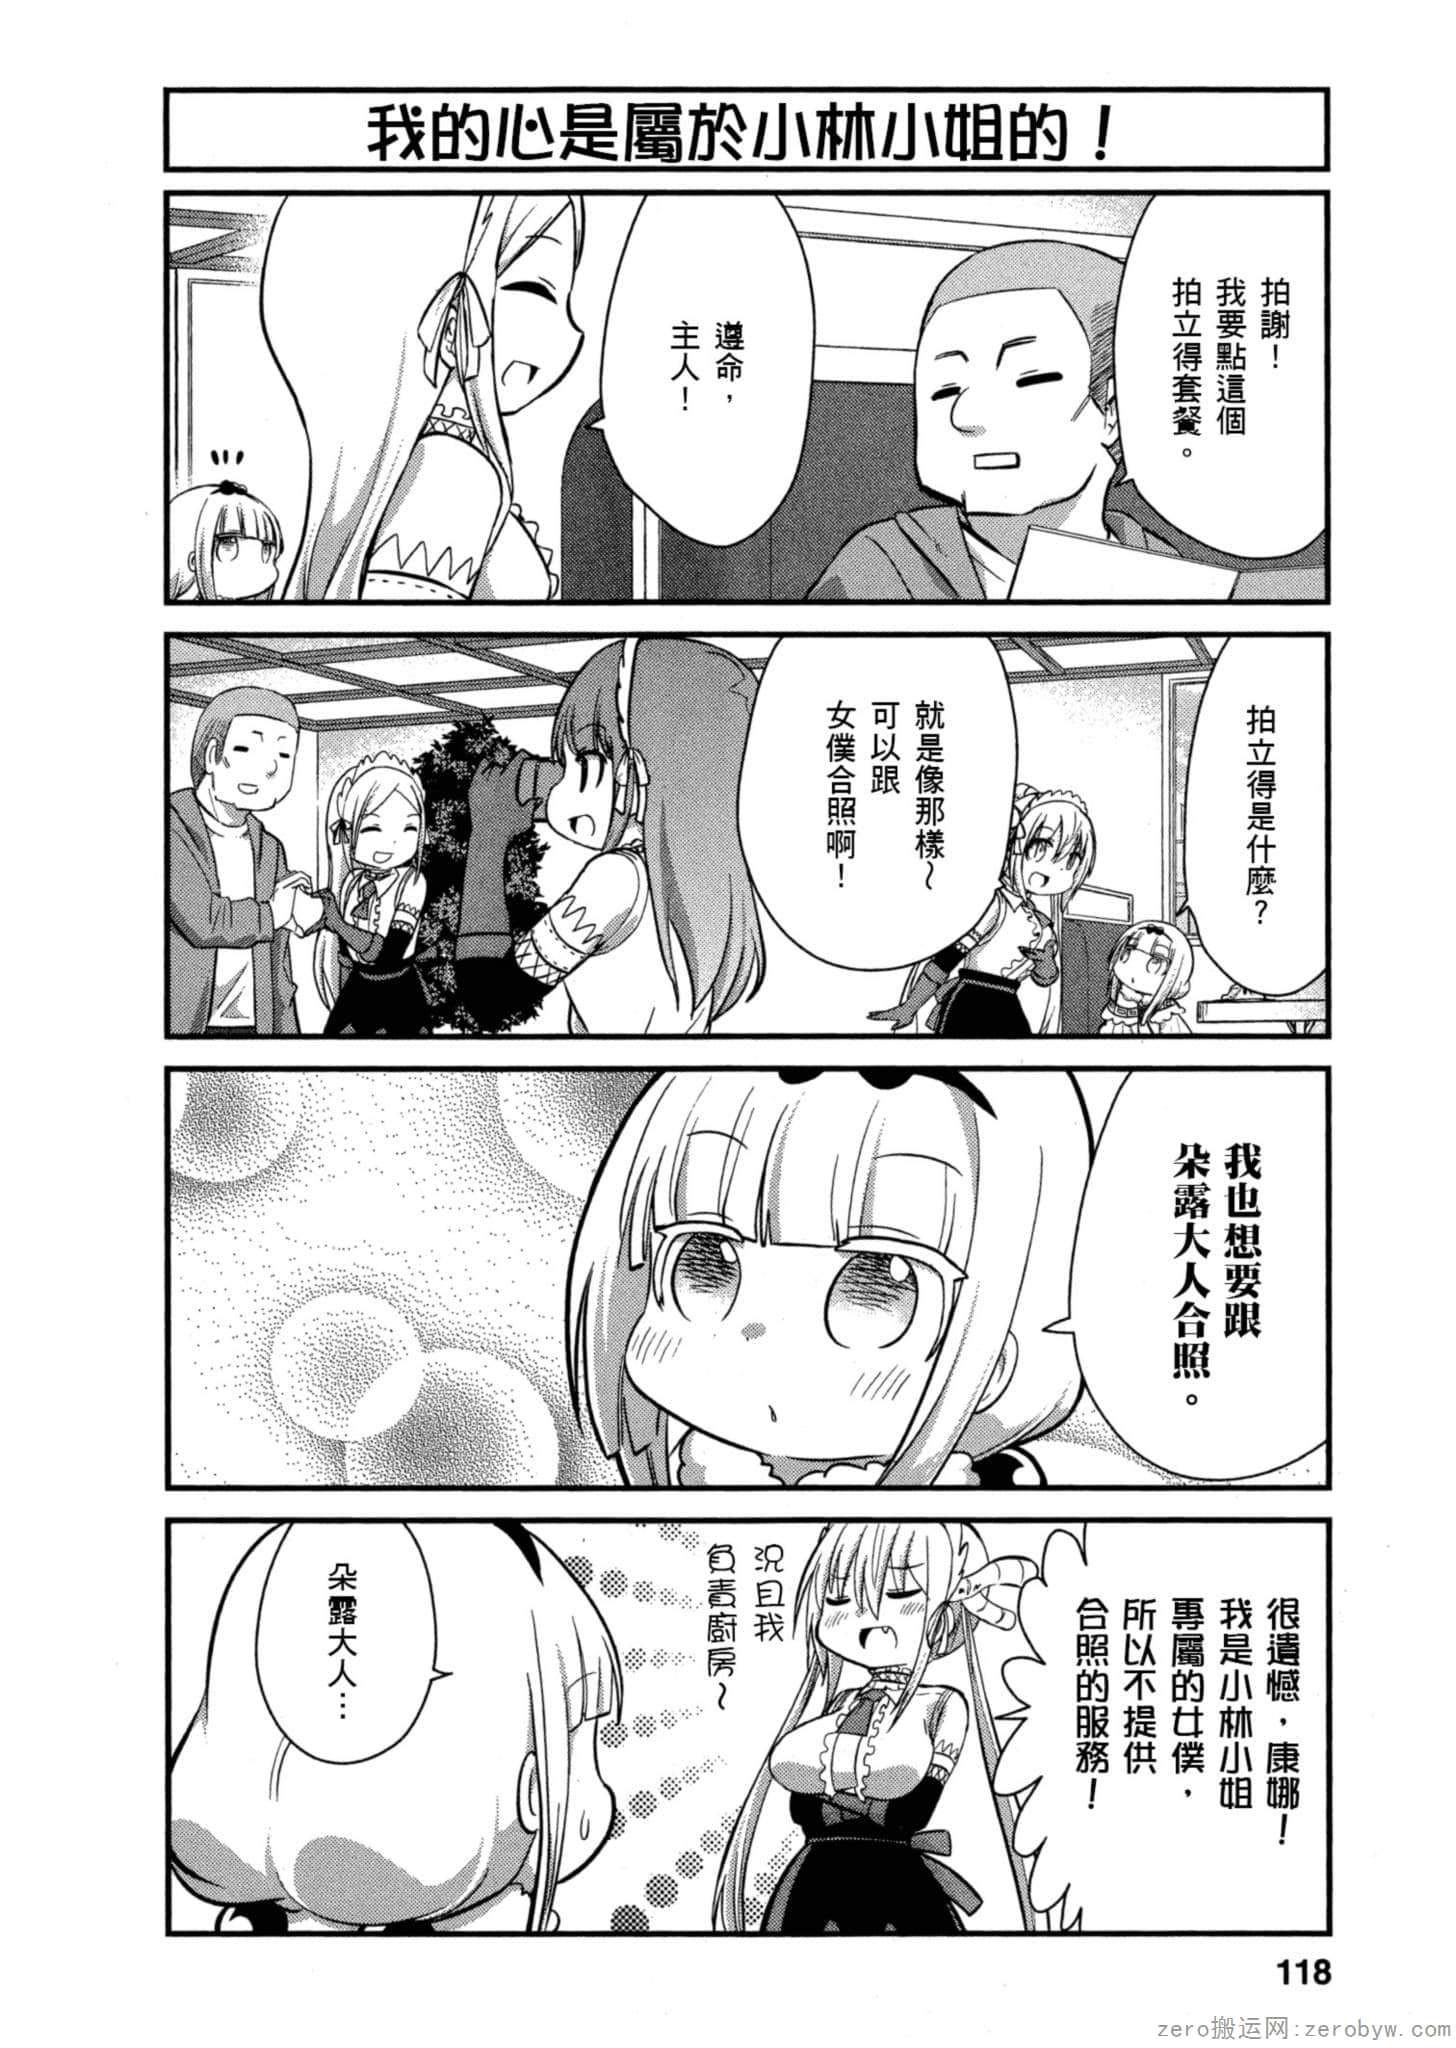 我的心是屬於小林小姐的！
拍謝！
我要點這個
拍立得套餐。
遵命，
主人！
拍立得是什麼？
就是像那樣～
可以跟
女僕合照啊！
我也想要跟
朵露大人合照。
很遺憾，康娜！
我是小林小姐
專屬的女僕，
所以不提供
合照的服務！
況且我
負責廚房～
朵露大人…
118
zero搬运网:zerobyw.com